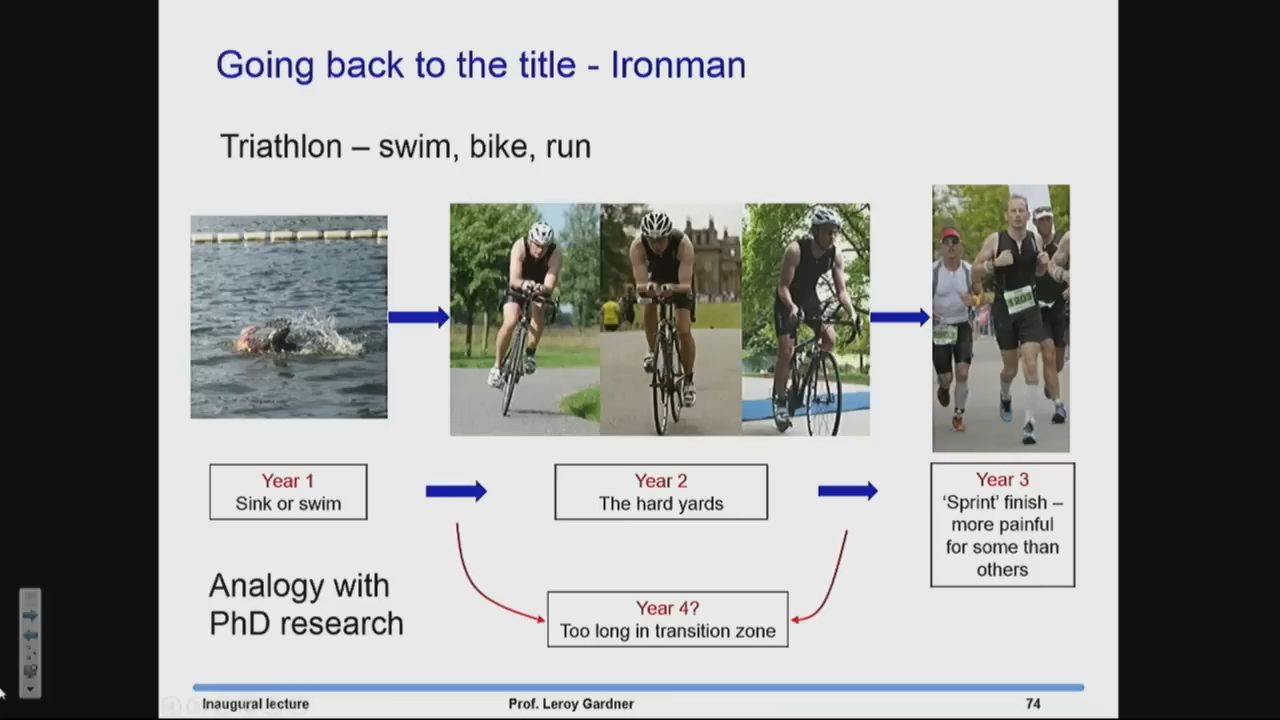 Going back to the title - Ironman
Triathlon – swim, bike, run
Year 1
Sink or swim
Year 2
The hard yards
Year 3
‘Sprint’ finish –
more painful
for some than
others
Analogy with
PhD research
Year 4?
Too long in transition zone
Inaugural lecture
Prof. Leroy Gardner
74